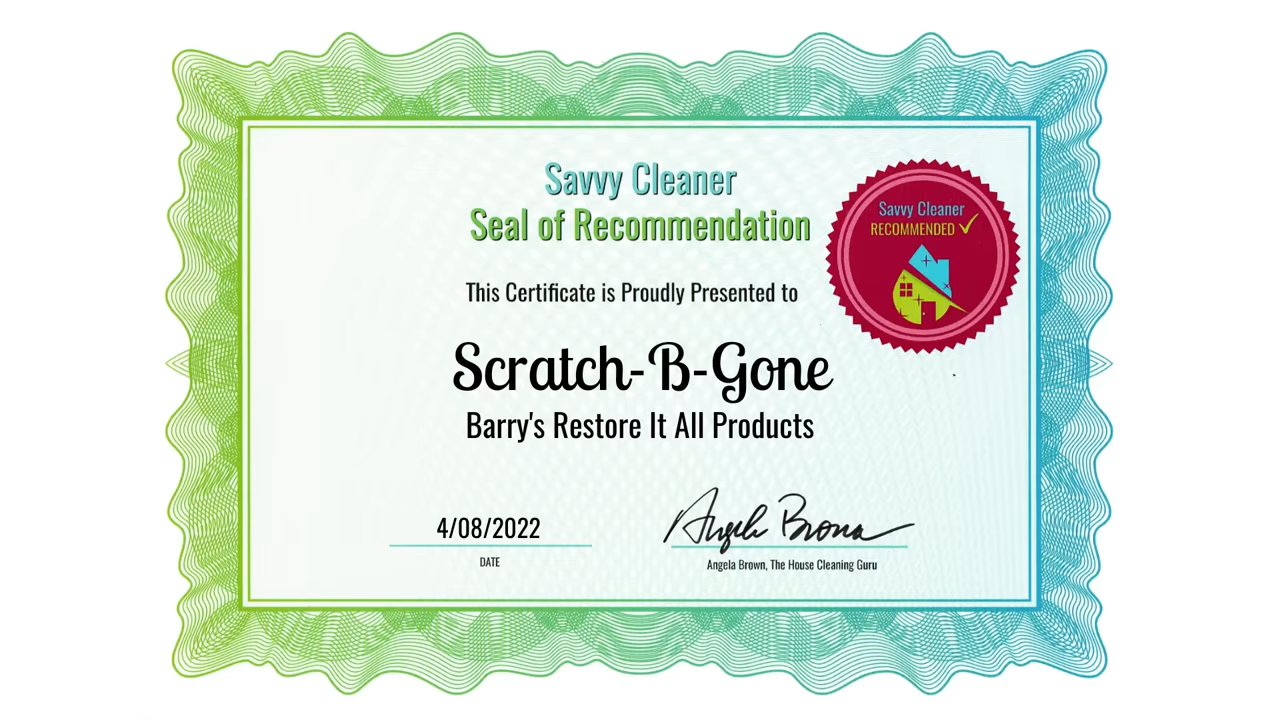 Savvy Cleaner
Seal of Recommendation
Savvy Cleaner
RECOMMENDED
This Certificate is Proudly Presented to
Scratch-B-Gone
Barry's Restore It All Products
4/08/2022
DATE
Angela Brown
Angela Brown, The House Cleaning Guru